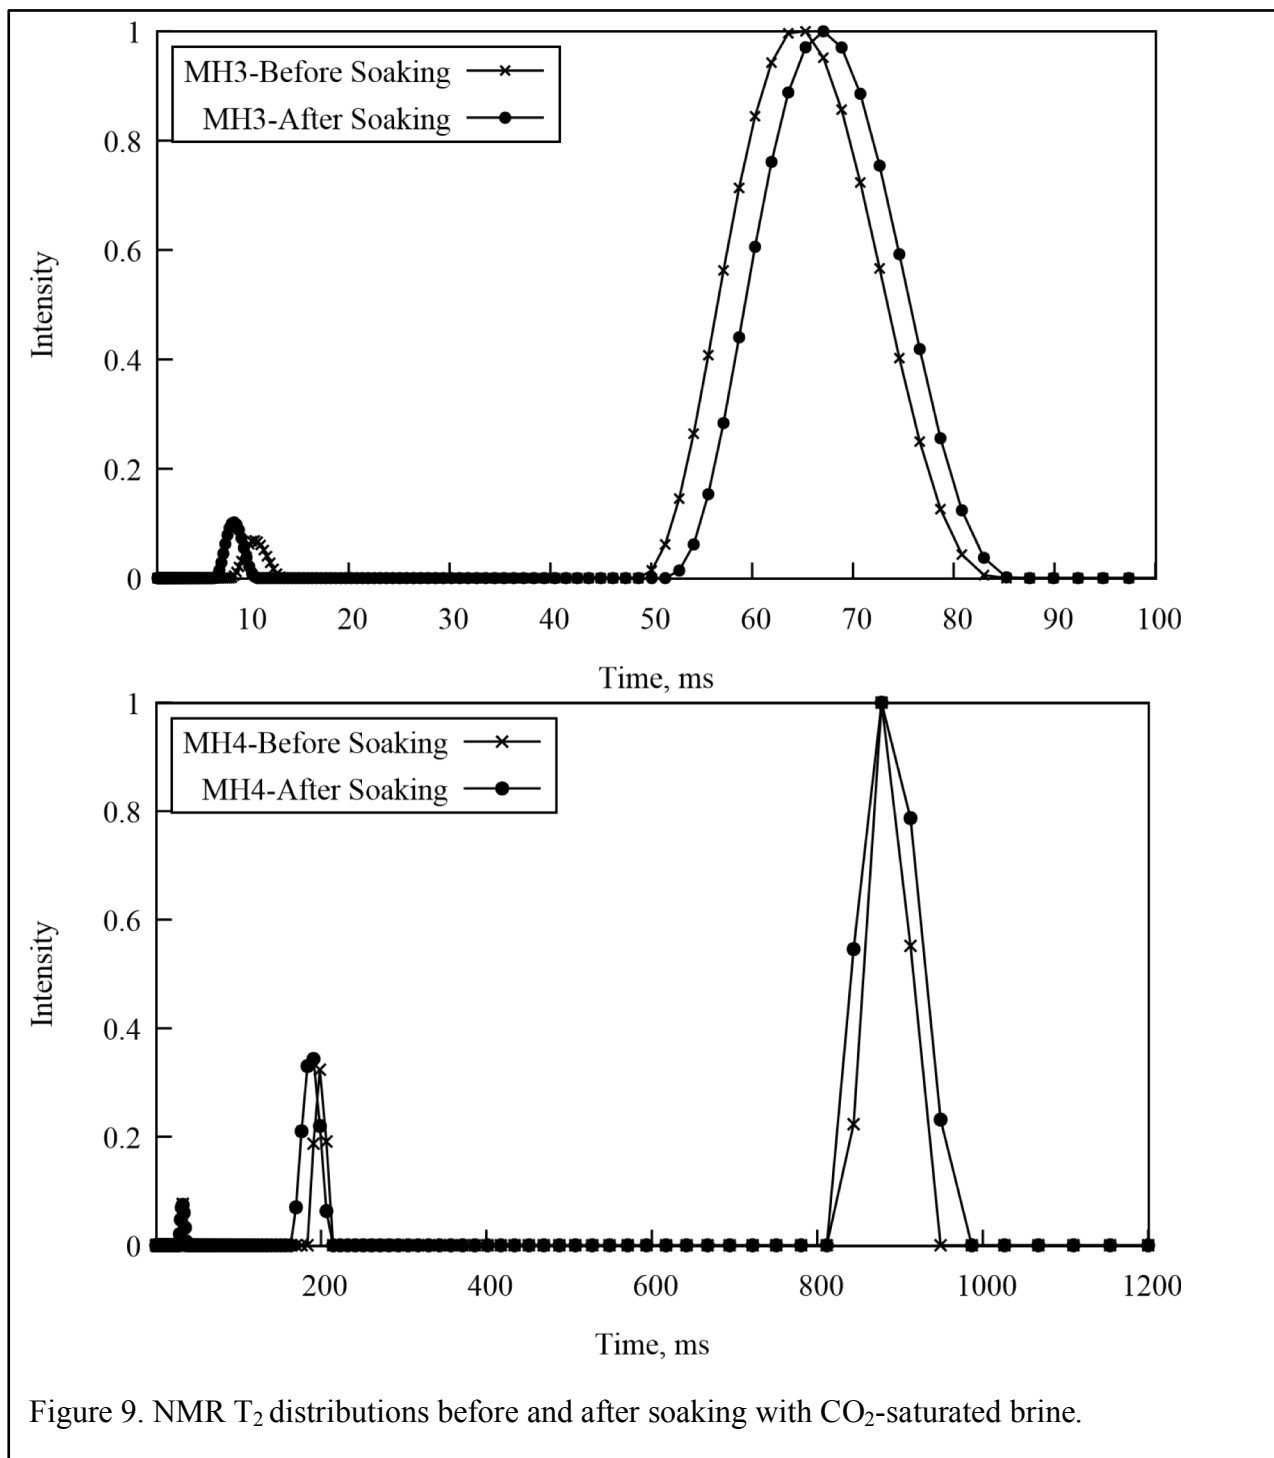 1
MH3-Before Soaking
MH3-After Soaking
0.8
0.6
Intensity
0.4
0.2
0
10 20 30 40 50 60 70 80 90 100
Time, ms
1
MH4-Before Soaking
MH4-After Soaking
0.8
0.6
Intensity
0.4
0.2
0
200 400 600 800 1000 1200
Time, ms
Figure 9. NMR T₂ distributions before and after soaking with CO₂-saturated brine.